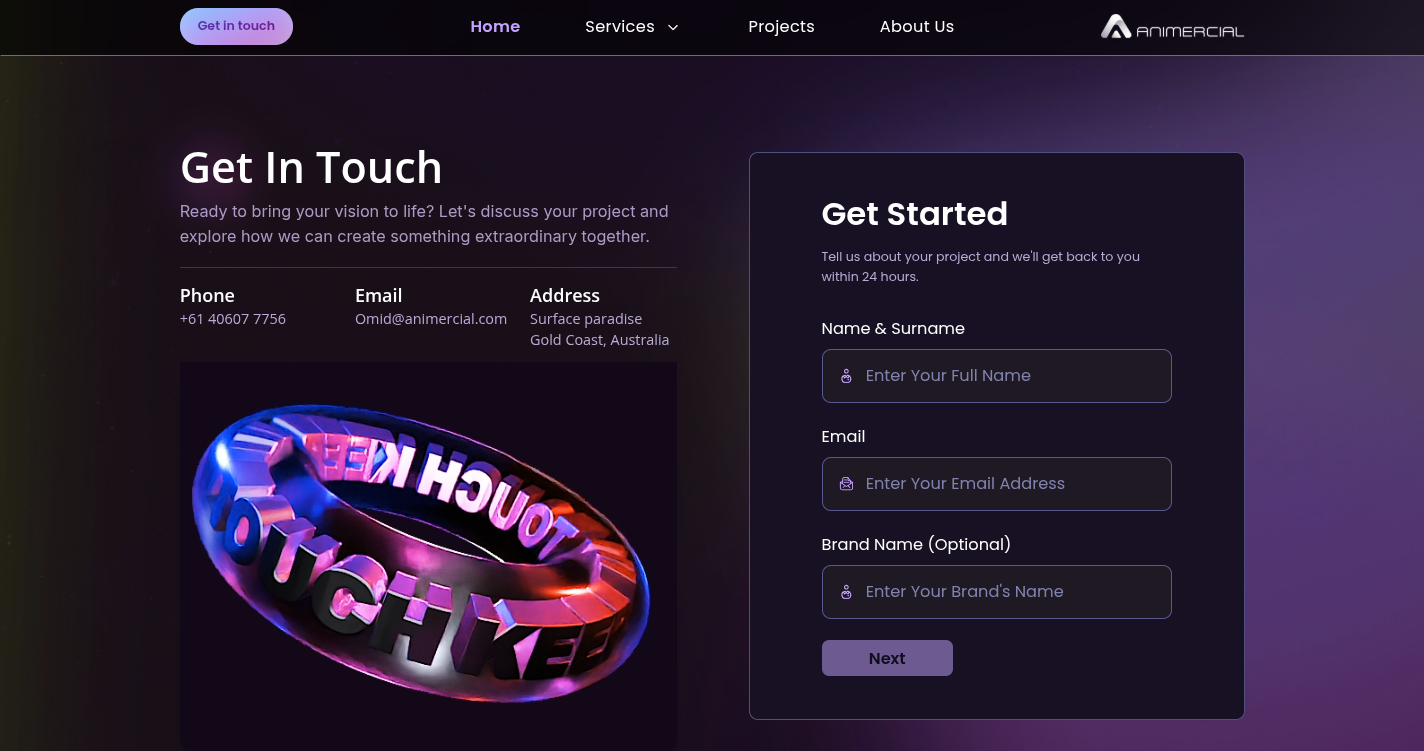 Get in touch
Home
Services
Projects
About Us
ANIMERCIAL
Get In Touch
Ready to bring your vision to life? Let's discuss your project and
explore how we can create something extraordinary together.
Phone
+61 40607 7756
Email
Omid@animercial.com
Address
Surface paradise
Gold Coast, Australia
KEE
H
TOUCH
TOUCH KEEP
Get Started
Tell us about your project and we'll get back to you
within 24 hours.
Name & Surname
Enter Your Full Name
Email
Enter Your Email Address
Brand Name (Optional)
Enter Your Brand's Name
Next